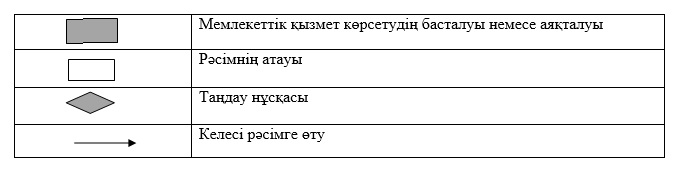 Мемлекеттік қызмет көрсетудің басталуы немесе аяқталуы
Рәсімнің атауы
Таңдау нұсқасы
Келесі рәсімге өту